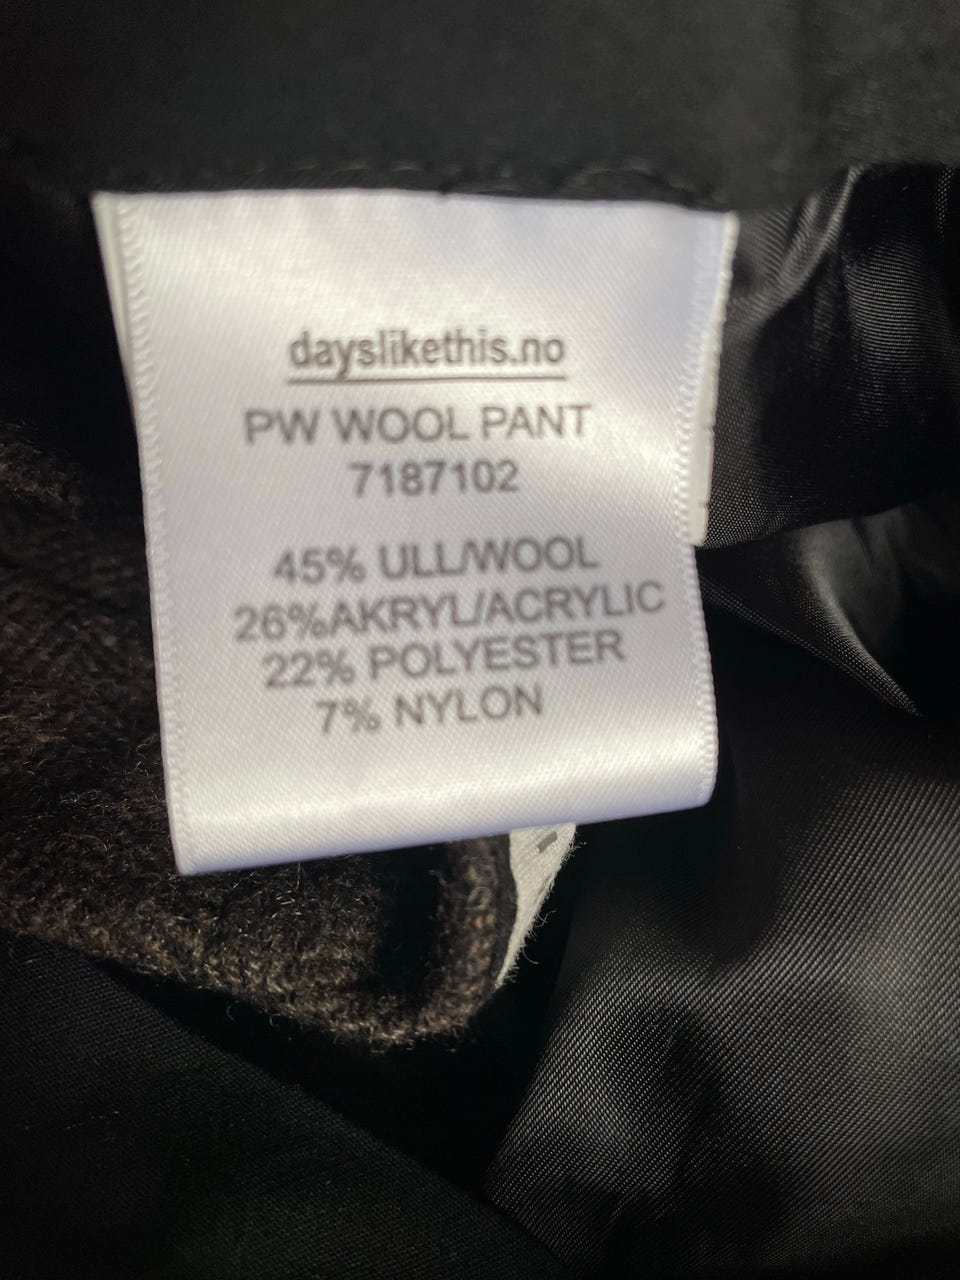 dayslikethis.no
PW WOOL PANT
7187102
45% ULL/WOOL
26%AKRYL/ACRYLIC
22% POLYESTER
7% NYLON